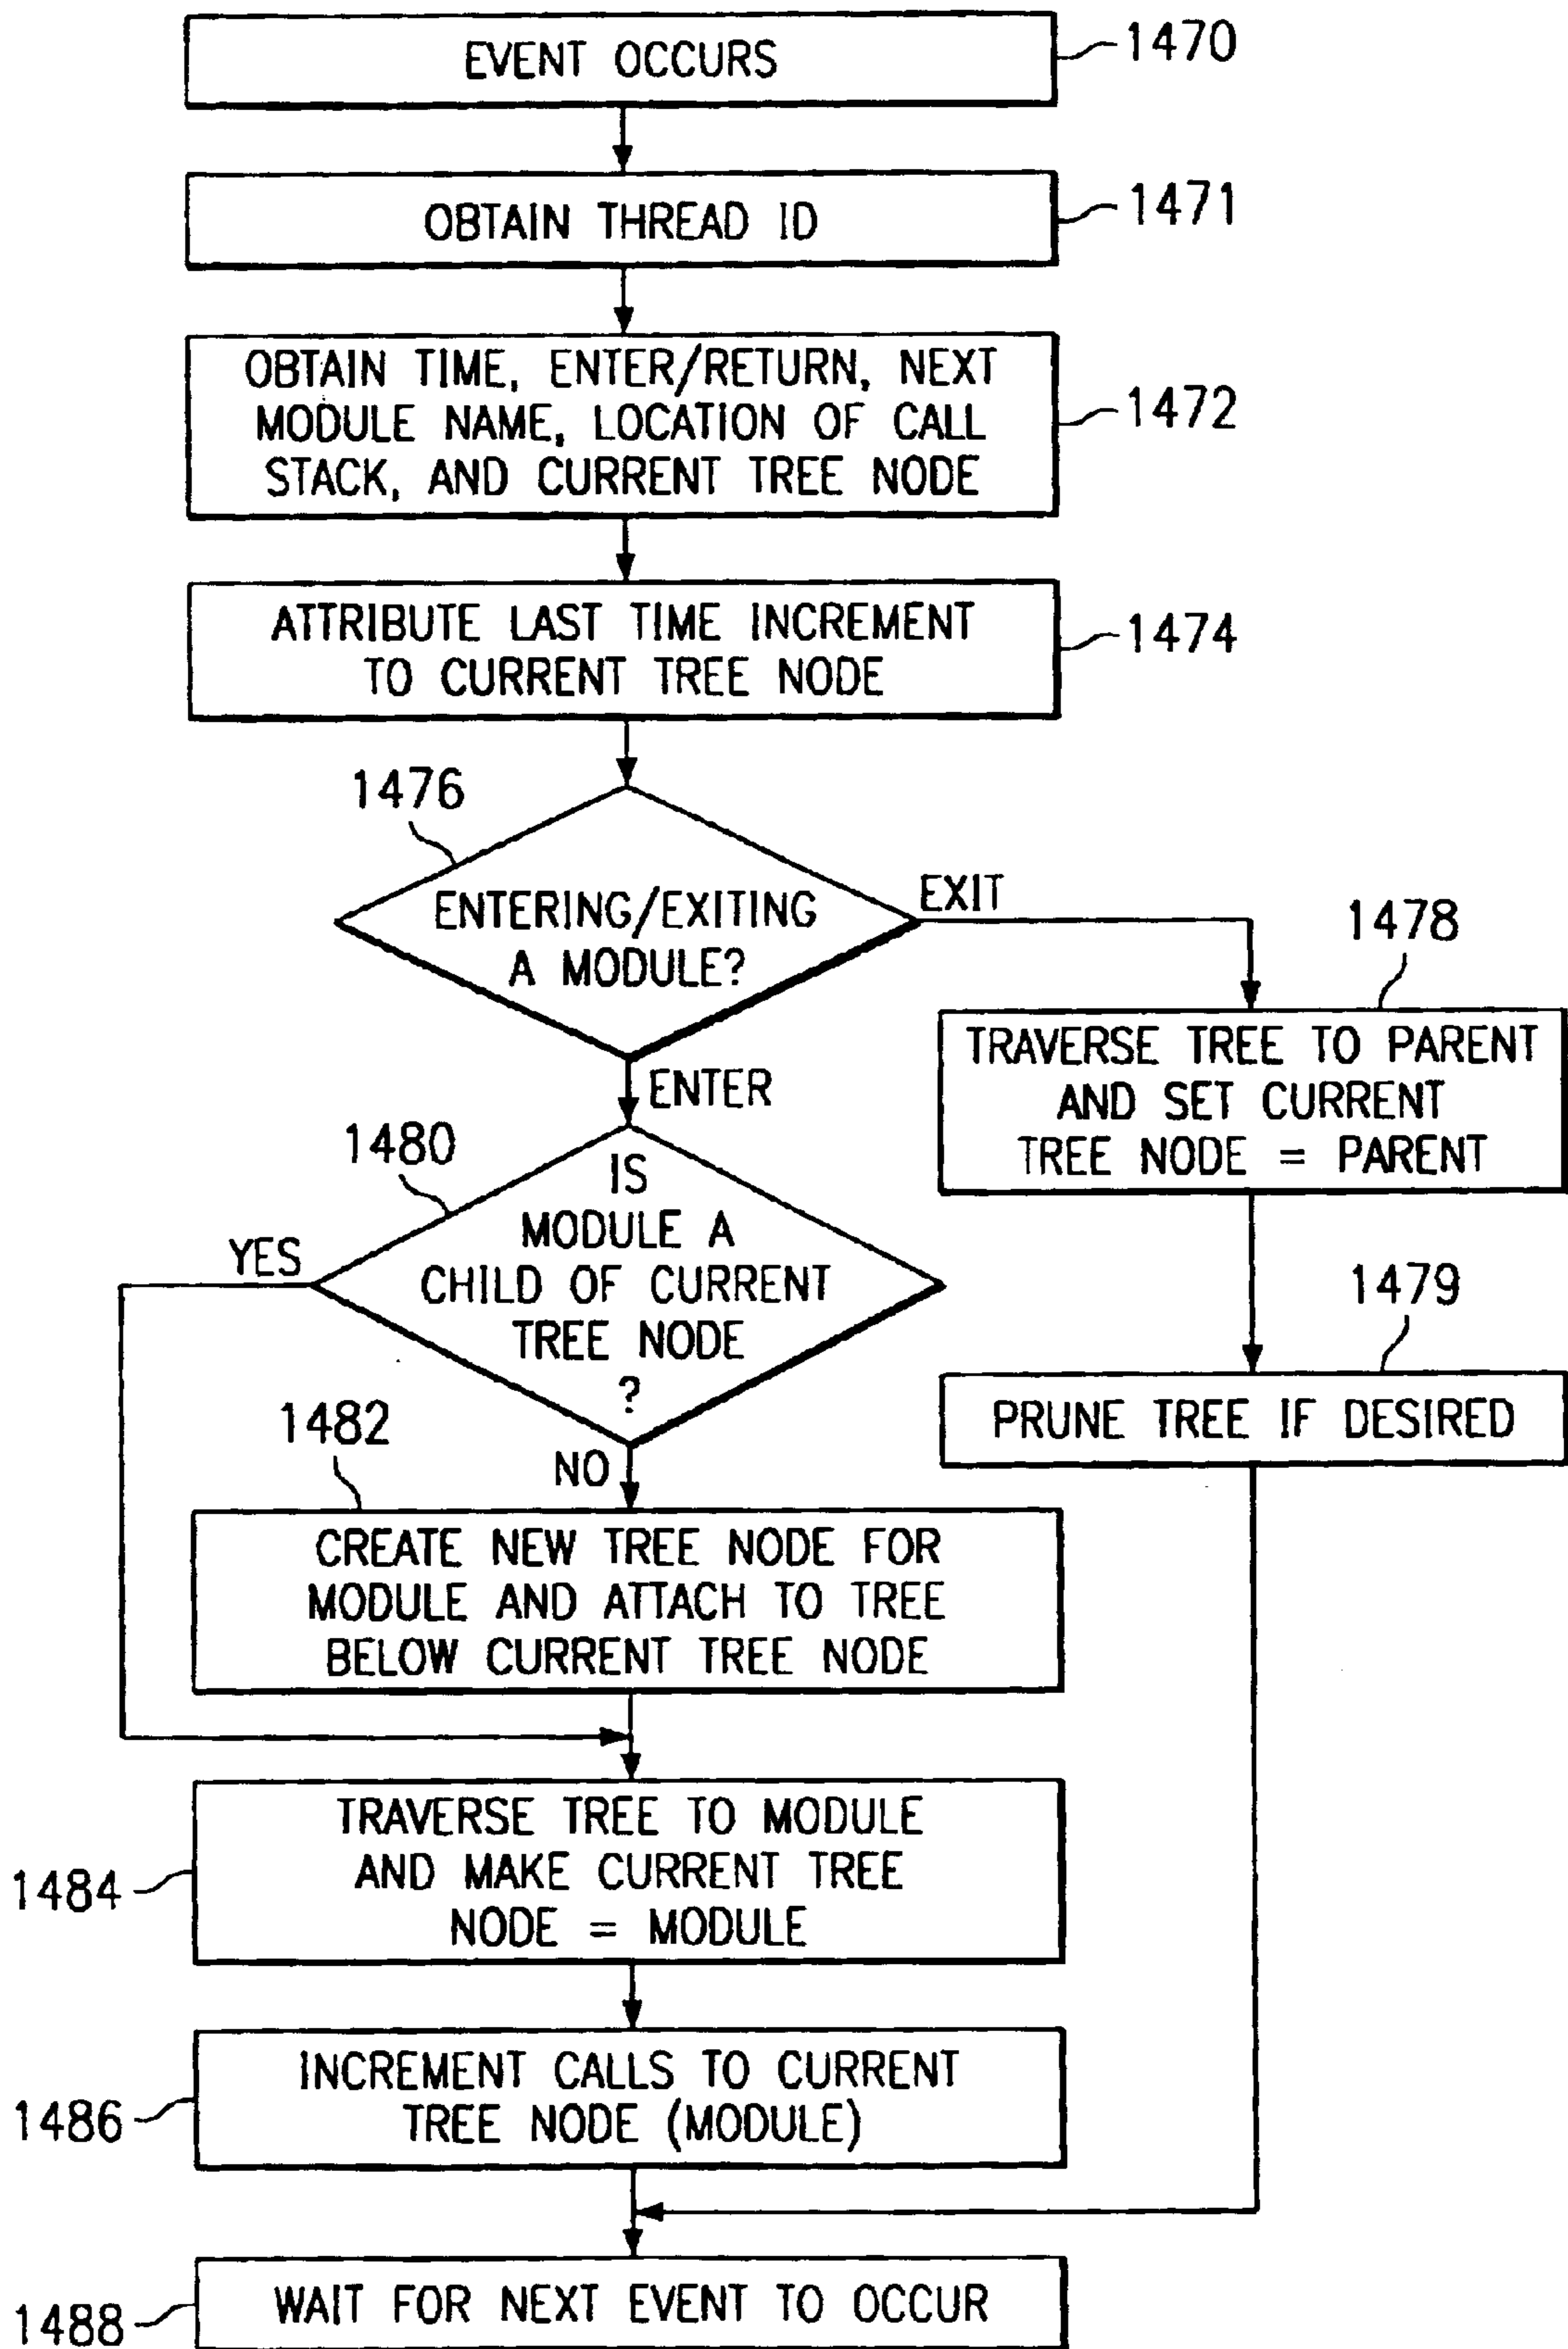 EVENT OCCURS
1470
OBTAIN THREAD ID
1471
OBTAIN TIME, ENTER/RETURN, NEXT
MODULE NAME, LOCATION OF CALL
STACK, AND CURRENT TREE NODE
1472
ATTRIBUTE LAST TIME INCREMENT
TO CURRENT TREE NODE
1474
1476
ENTERING/EXITING
A MODULE?
EXIT
ENTER
1478
TRAVERSE TREE TO PARENT
AND SET CURRENT
TREE NODE = PARENT
1479
PRUNE TREE IF DESIRED
1480
IS
MODULE A
CHILD OF CURRENT
TREE NODE
?
YES
NO
1482
CREATE NEW TREE NODE FOR
MODULE AND ATTACH TO TREE
BELOW CURRENT TREE NODE
TRAVERSE TREE TO MODULE
AND MAKE CURRENT TREE
NODE = MODULE
1484
INCREMENT CALLS TO CURRENT
TREE NODE (MODULE)
1486
WAIT FOR NEXT EVENT TO OCCUR
1488